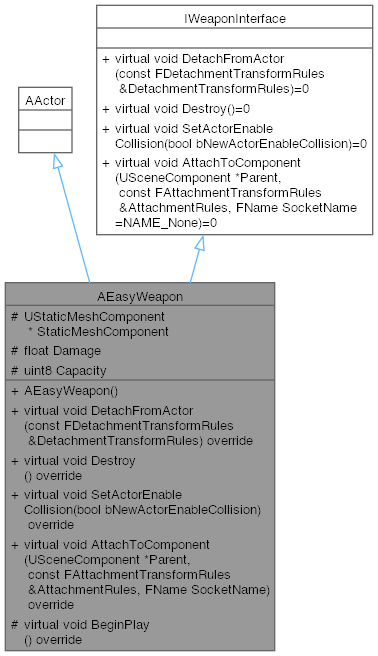 IWeaponInterface
+ virtual void DetachFromActor
(const FDetachmentTransformRules
&DetachmentTransformRules)=0
+ virtual void Destroy()=0
+ virtual void SetActorEnable
Collision(bool bNewActorEnableCollision)=0
+ virtual void AttachToComponent
(USceneComponent *Parent,
const FAttachmentTransformRules
&AttachmentRules, FName SocketName
=NAME_None)=0
AActor
AEasyWeapon
# UStaticMeshComponent
* StaticMeshComponent
# float Damage
# uint8 Capacity
+ AEasyWeapon()
+ virtual void DetachFromActor
(const FDetachmentTransformRules
&DetachmentTransformRules) override
+ virtual void Destroy
() override
+ virtual void SetActorEnable
Collision(bool bNewActorEnableCollision)
override
+ virtual void AttachToComponent
(USceneComponent *Parent,
const FAttachmentTransformRules
&AttachmentRules, FName SocketName)
override
# virtual void BeginPlay
() override